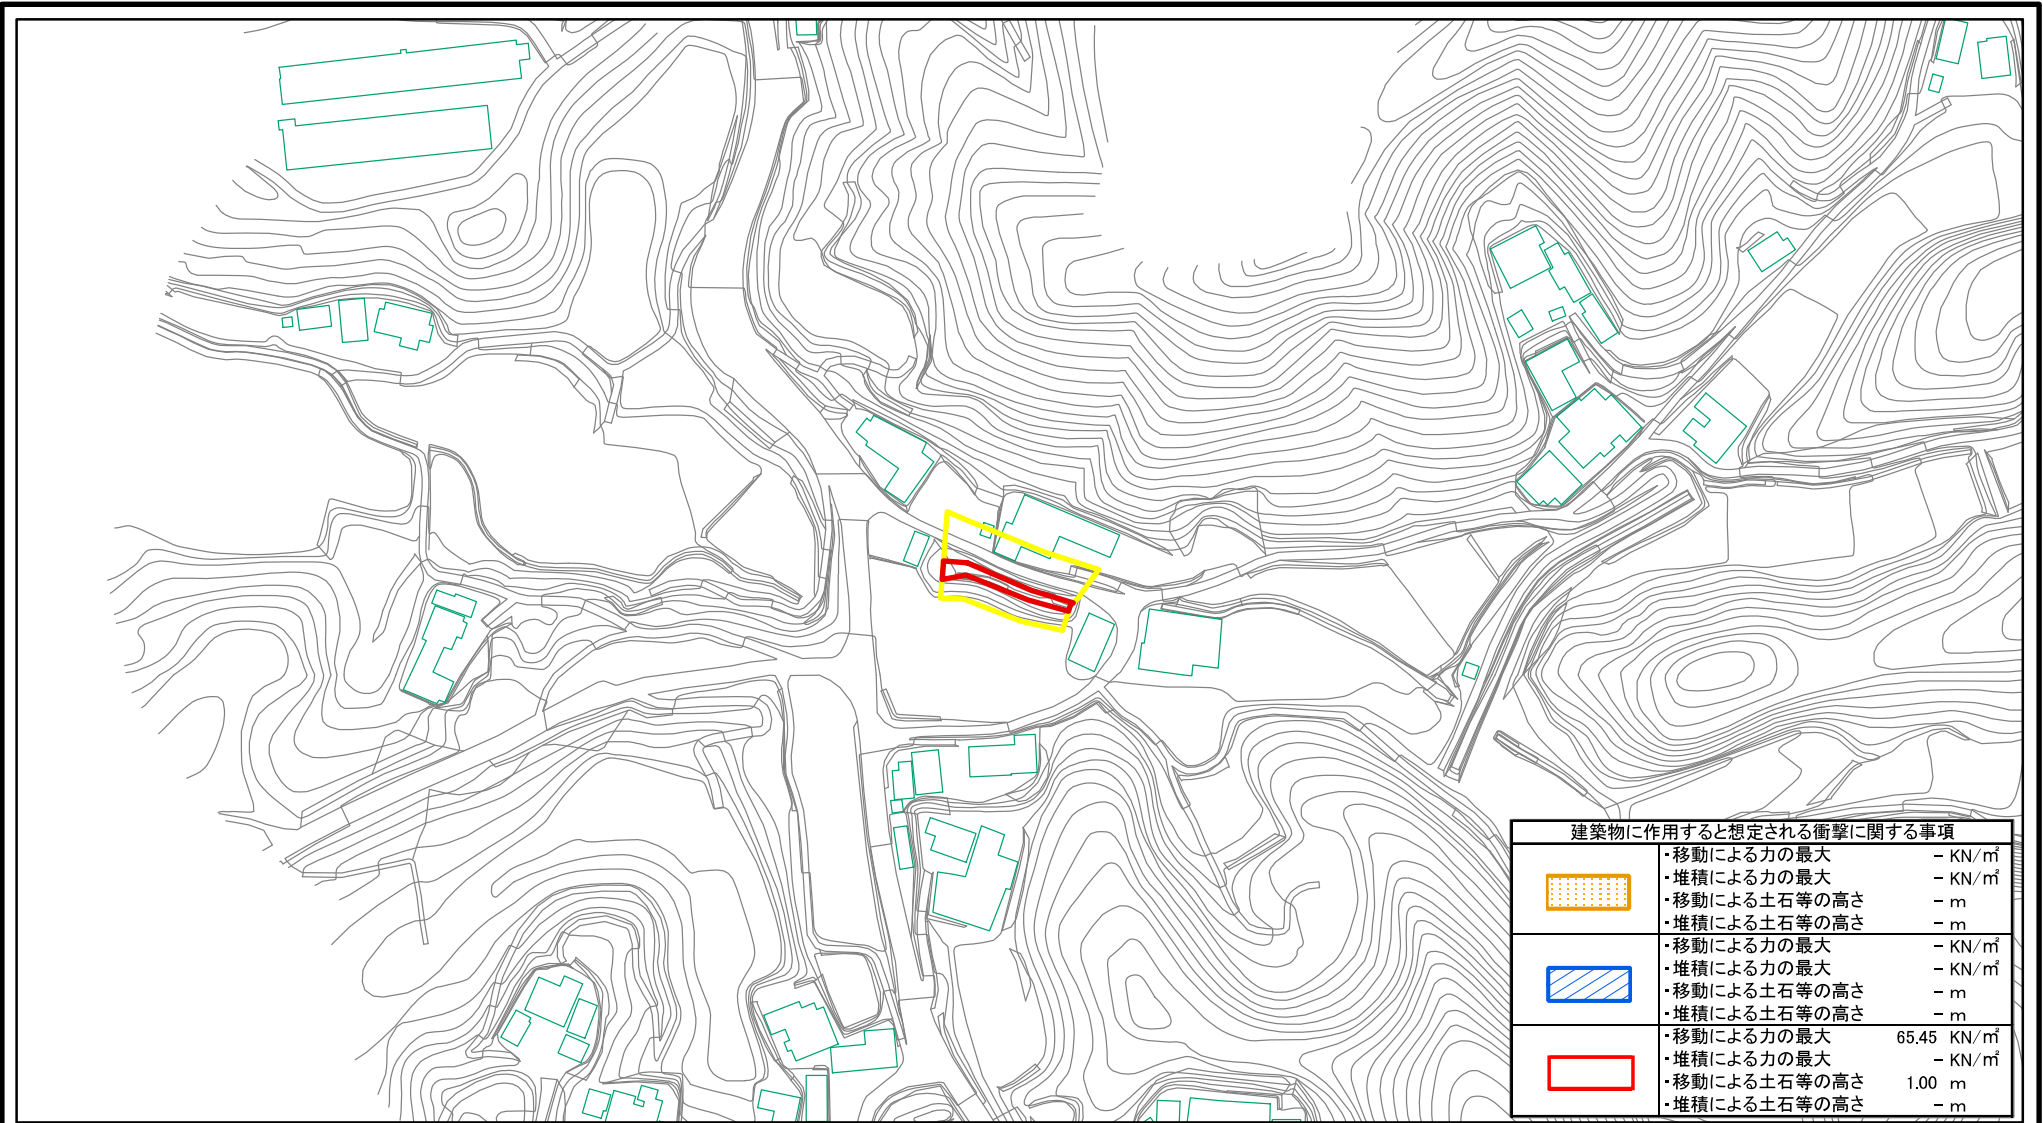 建築物に作用すると想定される衝撃に関する事項
・移動による力の最大 － KN/㎡
・堆積による力の最大 － KN/㎡
・移動による土石等の高さ － m
・堆積による土石等の高さ － m
・移動による力の最大 － KN/㎡
・堆積による力の最大 － KN/㎡
・移動による土石等の高さ － m
・堆積による土石等の高さ － m
・移動による力の最大 65.45 KN/㎡
・堆積による力の最大 － KN/㎡
・移動による土石等の高さ 1.00 m
・堆積による土石等の高さ － m